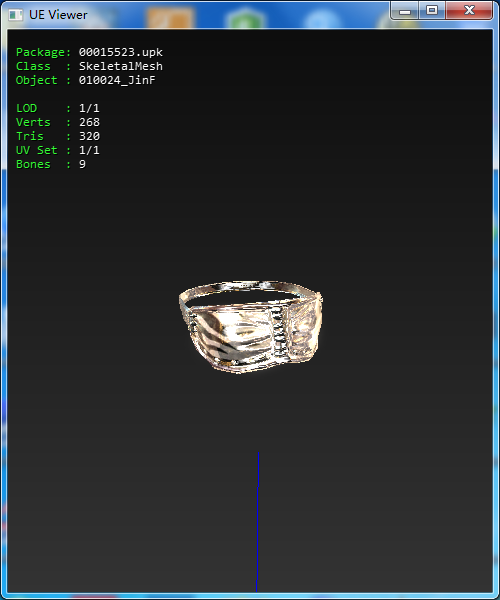 UE Viewer
Package: 00015523.upk
Class : SkeletalMesh
Object : 010024_JinF
LOD : 1/1
Verts : 268
Tris : 320
UV Set : 1/1
Bones : 9